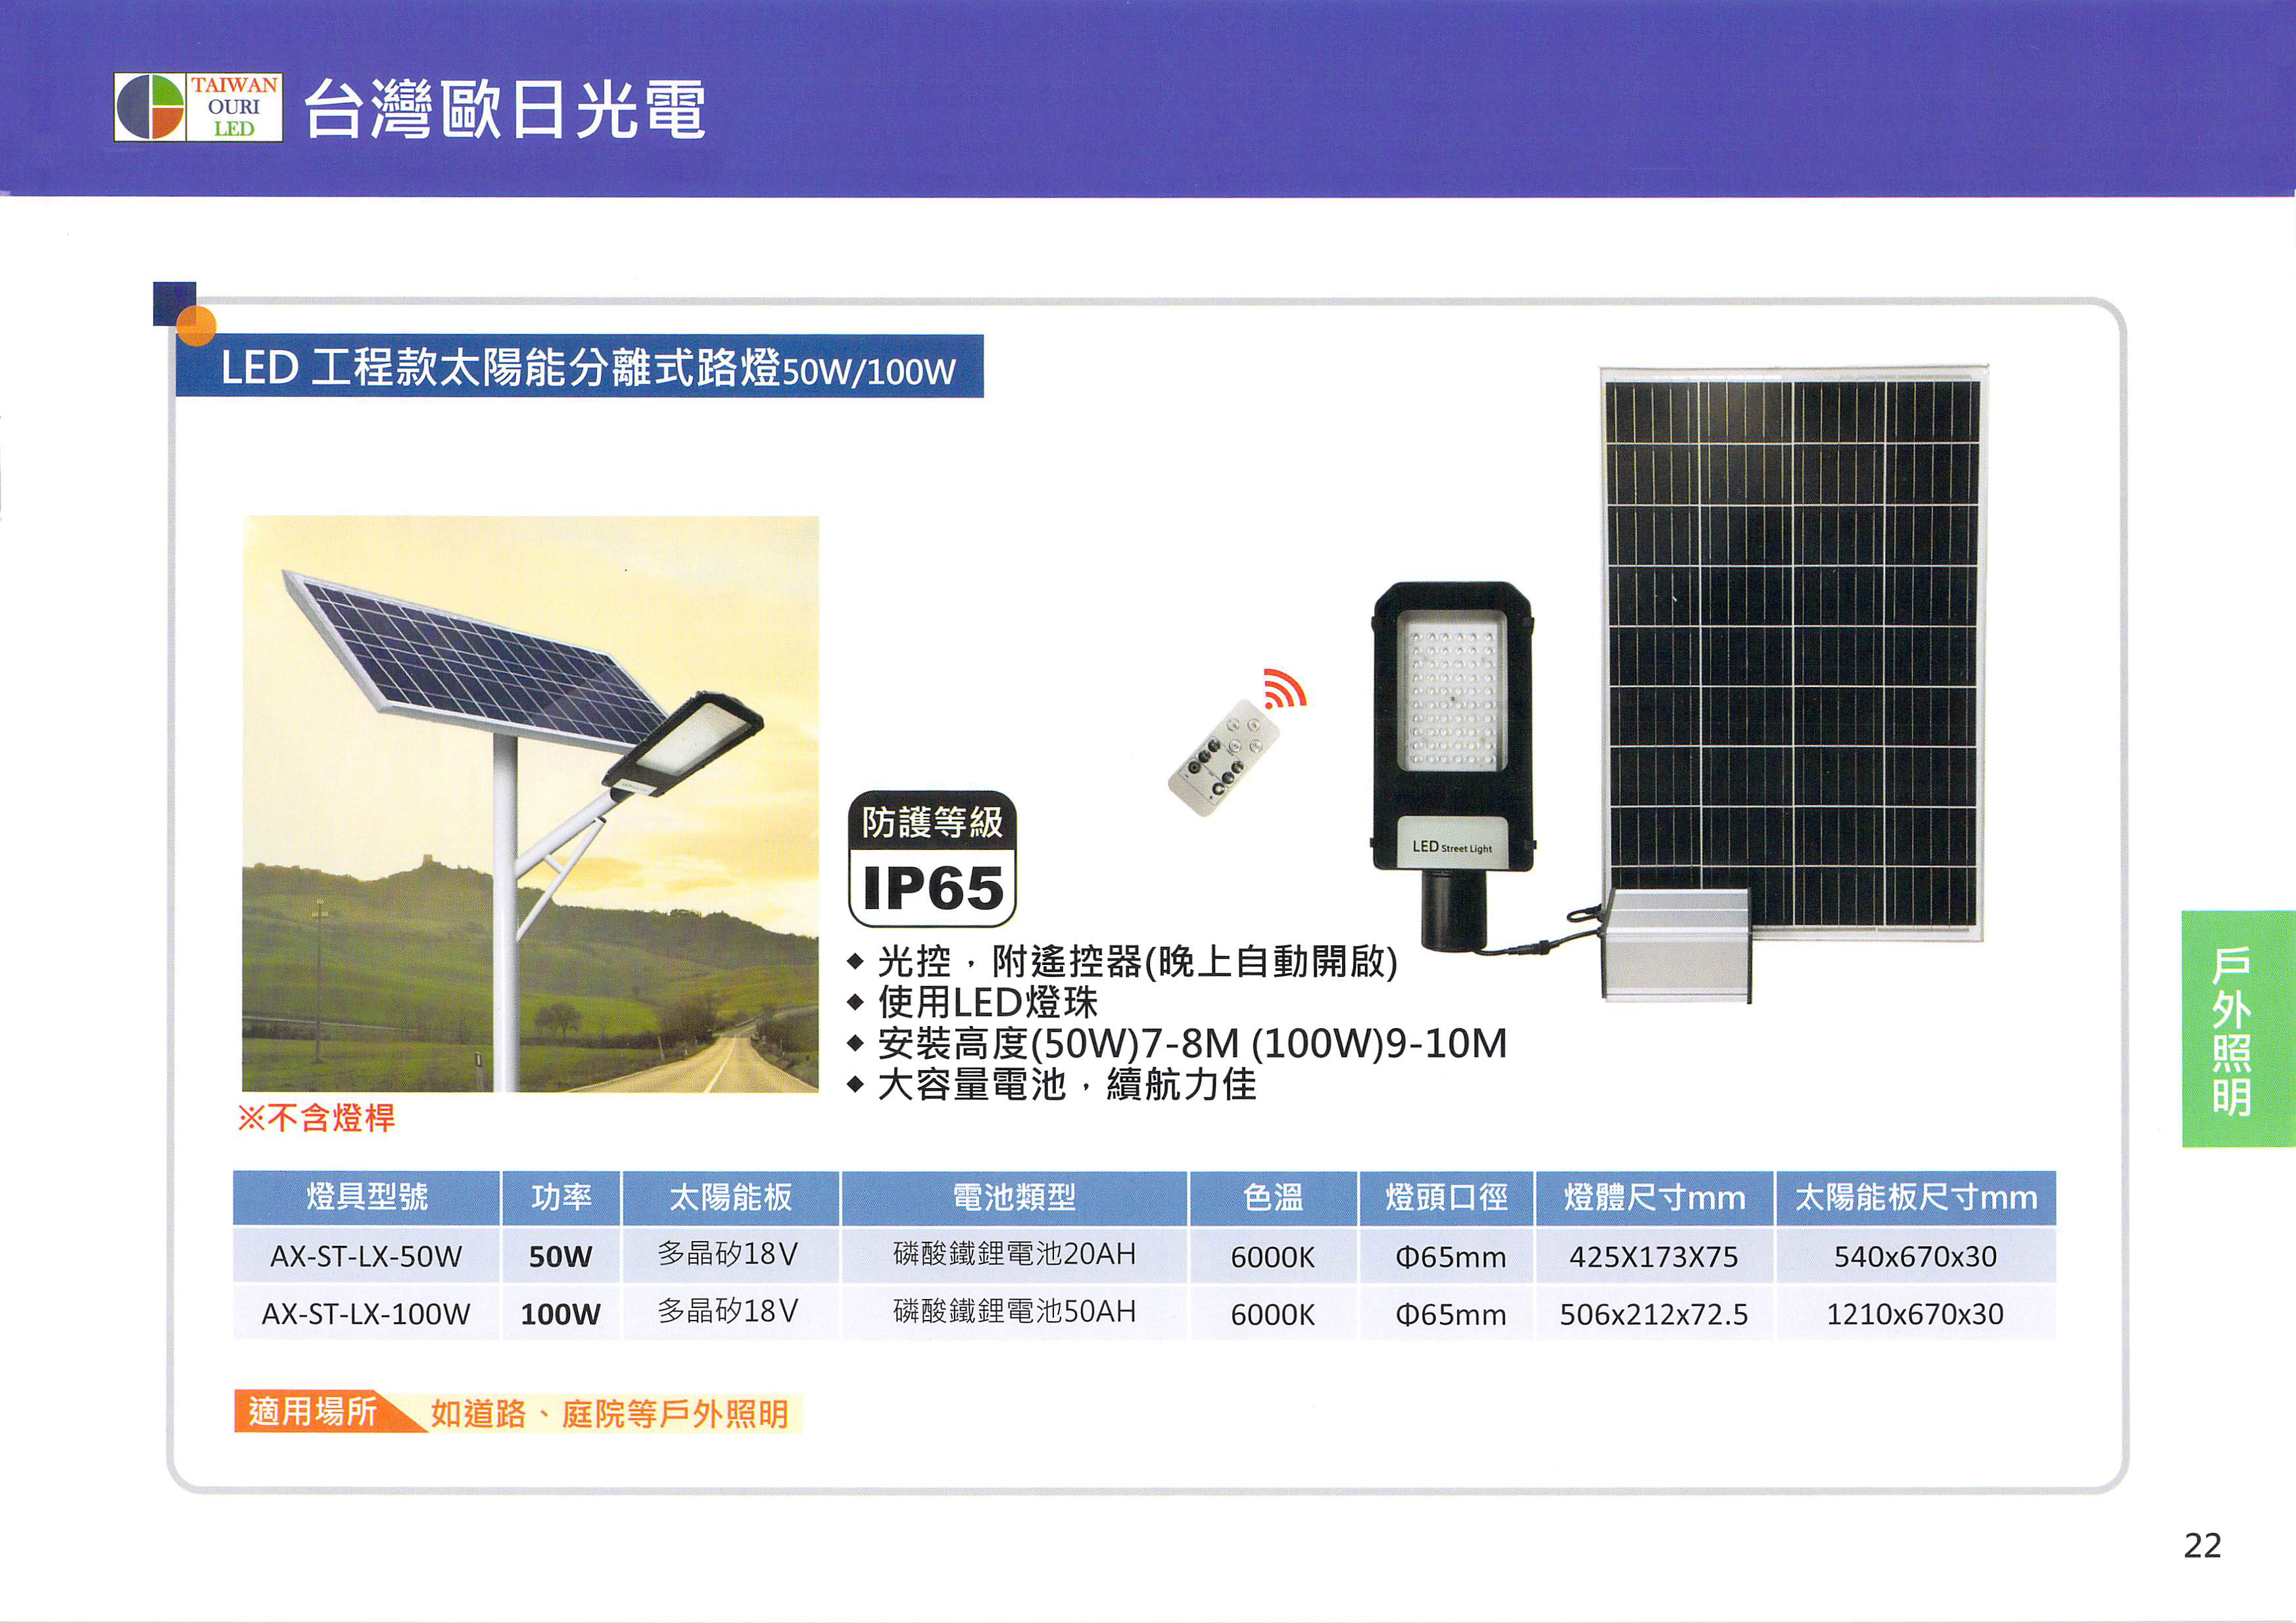 TAIWAN
OURI
LED
台灣歐日光電
LED 工程款太陽能分離式路燈50W/100W
LED Street Light
防護等級
IP65
◆ 光控，附遙控器(晚上自動開啟)
◆ 使用LED燈珠
◆ 安裝高度(50W)7-8M (100W)9-10M
◆ 大容量電池，續航力佳
※不含燈桿
戶外照明
燈具型號 功率 太陽能板 電池類型 色溫 燈頭口徑 燈體尺寸mm 太陽能板尺寸mm
AX-ST-LX-50W 50W 多晶矽18V 磷酸鐵鋰電池20AH 6000K Φ65mm 425X173X75 540x670x30
AX-ST-LX-100W 100W 多晶矽18V 磷酸鐵鋰電池50AH 6000K Φ65mm 506x212x72.5 1210x670x30
適用場所 如道路、庭院等戶外照明
22